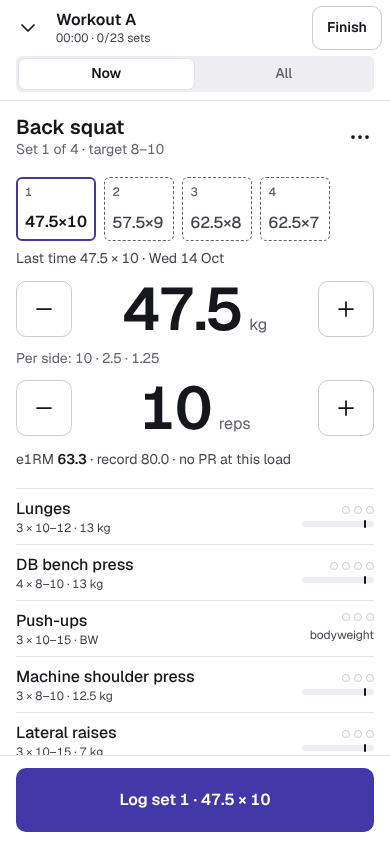 Workout A
00:00 · 0/23 sets
Finish
Now
All
Back squat
Set 1 of 4 · target 8–10
1
47.5×10
2
57.5×9
3
62.5×8
4
62.5×7
Last time 47.5 × 10 · Wed 14 Oct
47.5 kg
Per side: 10 · 2.5 · 1.25
10 reps
e1RM 63.3 · record 80.0 · no PR at this load
Lunges
3 × 10–12 · 13 kg
DB bench press
4 × 8–10 · 13 kg
Push-ups
3 × 10–15 · BW
bodyweight
Machine shoulder press
3 × 8–10 · 12.5 kg
Lateral raises
3 × 10–15 · 7 kg
Log set 1 · 47.5 × 10